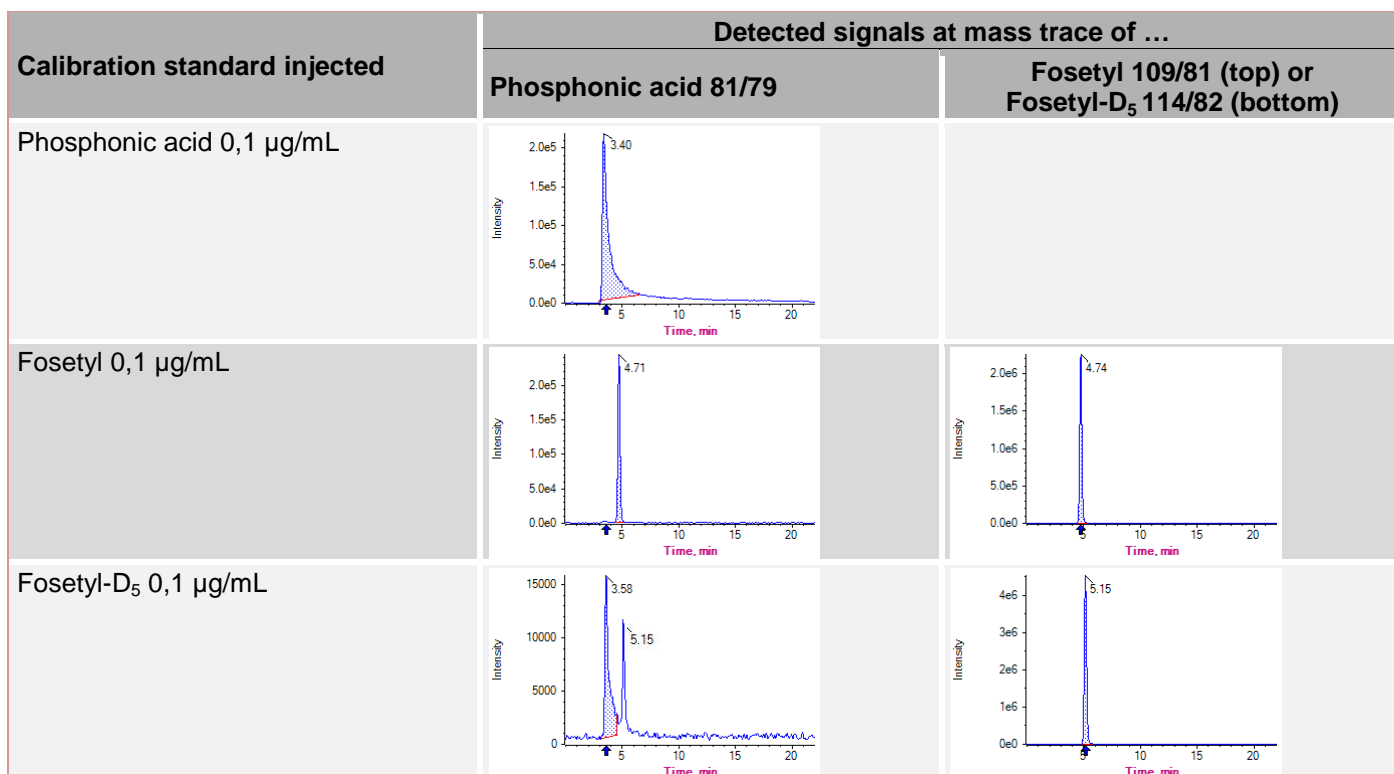 Calibration standard injected
Detected signals at mass trace of …
Phosphonic acid 81/79
Fosetyl 109/81 (top) or
Fosetyl-D₅ 114/82 (bottom)
Phosphonic acid 0,1 µg/mL
3.40
2.0e5
1.5e5
1.0e5
5.0e4
0.0e0
Intensity
5 10 15 20
Time, min
Fosetyl 0,1 µg/mL
4.71
2.0e5
1.5e5
1.0e5
5.0e4
0.0e0
Intensity
5 10 15 20
Time, min
4.74
2.0e6
1.5e6
1.0e6
5.0e5
0.0e0
Intensity
5 10 15 20
Time, min
Fosetyl-D₅ 0,1 µg/mL
15000
3.58
10000
5.15
5000
0
Intensity
5 10 15 20
Time, min
5.15
4e6
3e6
2e6
1e6
0e0
Intensity
5 10 15 20
Time, min